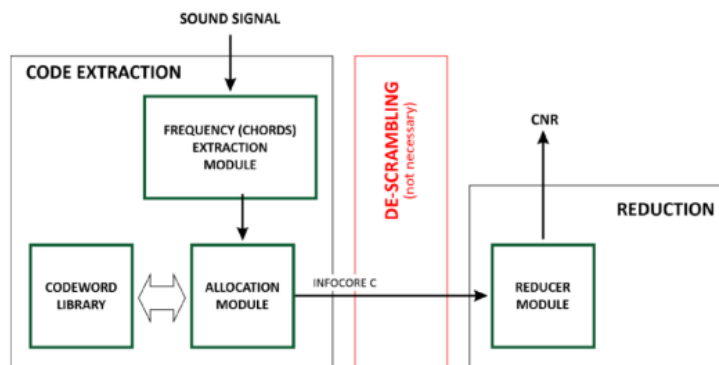 SOUND SIGNAL
CODE EXTRACTION
FREQUENCY (CHORDS)
EXTRACTION
MODULE
CODEWORD
LIBRARY
ALLOCATION
MODULE
INFOCORE C
DE-SCRAMBLING
(not necessary)
CNR
REDUCTION
REDUCER
MODULE